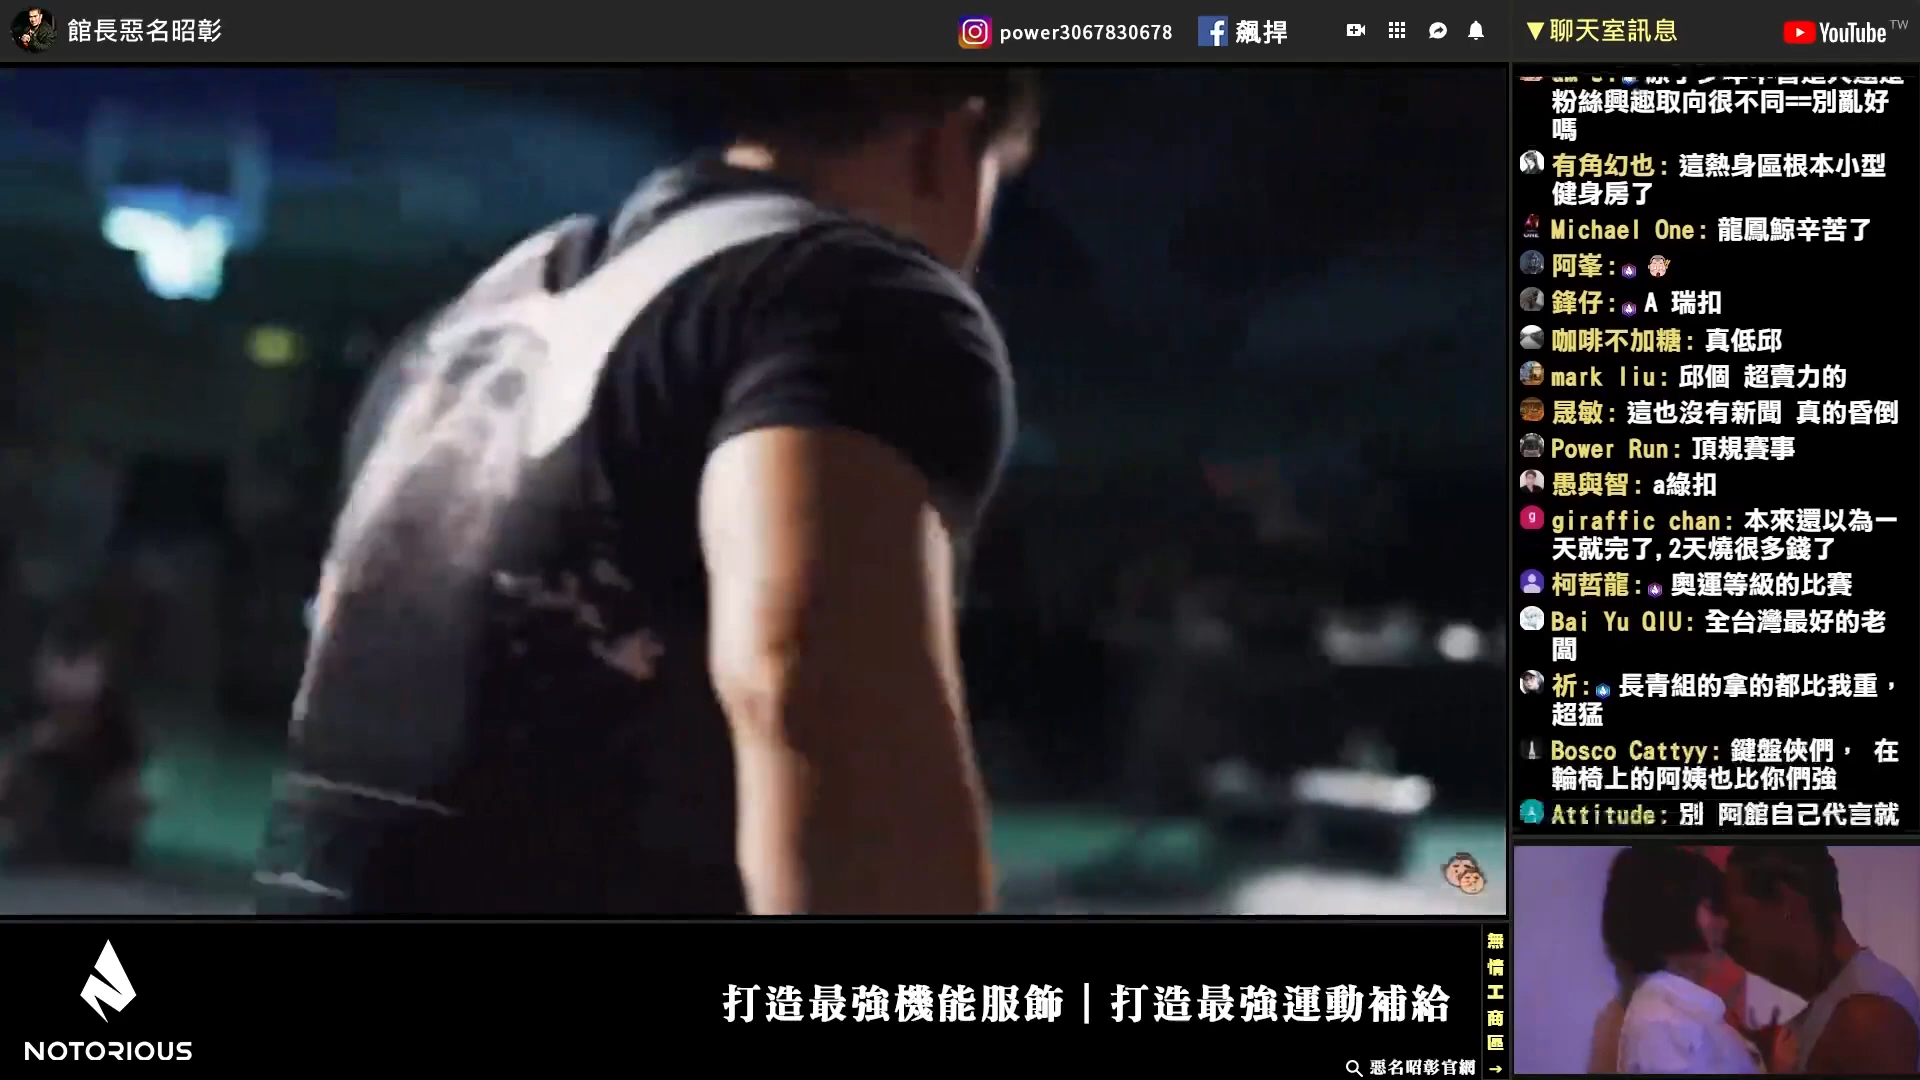 館長惡名昭彰
power3067830678
飆捍
▼聊天室訊息
YouTube TW
粉絲興趣取向很不同==別亂好
嗎
有角幻也: 這熱身區根本小型
健身房了
Michael One: 龍鳳鯨辛苦了
阿峯:
鋒仔: A 瑞扣
咖啡不加糖: 真低邱
mark liu: 邱個 超賣力的
晟敏: 這也沒有新聞 真的昏倒
Power Run: 頂規賽事
愚與智: a綠扣
g
giraffic chan: 本來還以為一
天就完了,2天燒很多錢了
柯哲龍: 奧運等級的比賽
Bai Yu QIU: 全台灣最好的老
闆
祈: 長青組的拿的都比我重，
超猛
Bosco Cattyy: 鍵盤俠們， 在
輪椅上的阿姨也比你們強
Attitude: 別 阿館自己代言就
NOTORIOUS
打造最強機能服飾｜打造最強運動補給
惡名昭彰官網
無情工商區→